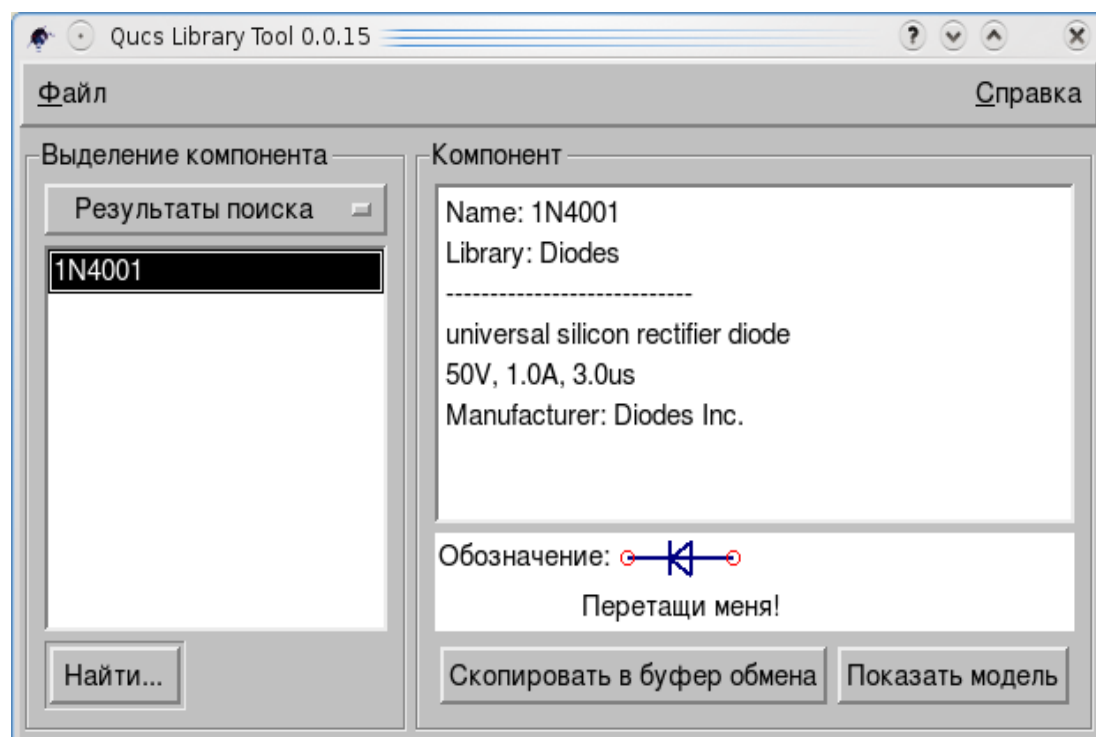 Qucs Library Tool 0.0.15
Файл
Справка
Выделение компонента
Результаты поиска
1N4001
Найти...
Компонент
Name: 1N4001
Library: Diodes
----------------------------
universal silicon rectifier diode
50V, 1.0A, 3.0us
Manufacturer: Diodes Inc.
Обозначение:
Перетащи меня!
Скопировать в буфер обмена
Показать модель